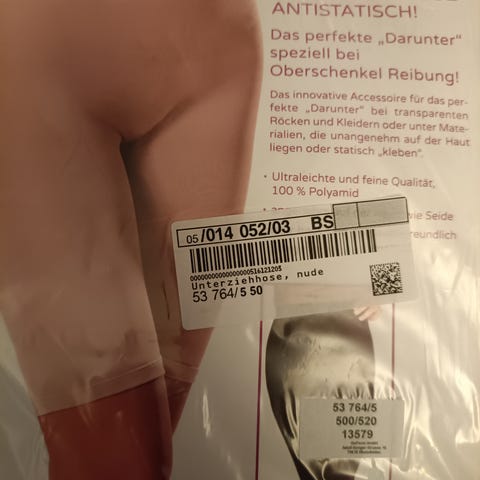 ANTISTATISCH!
Das perfekte „Darunter“
speziell bei
Oberschenkel Reibung!
Das innovative Accessoire für das per-
fekte „Darunter“ bei transparenten
Röcken und Kleidern oder unter Mate-
rialien, die unangenehm auf der Haut
liegen oder statisch „kleben“.
• Ultraleichte und feine Qualität,
100 % Polyamid
wie Seide
05/014 052/03 BS
Unterziehhose, nude
53 764/5 50
53 764/5
500/520
13579